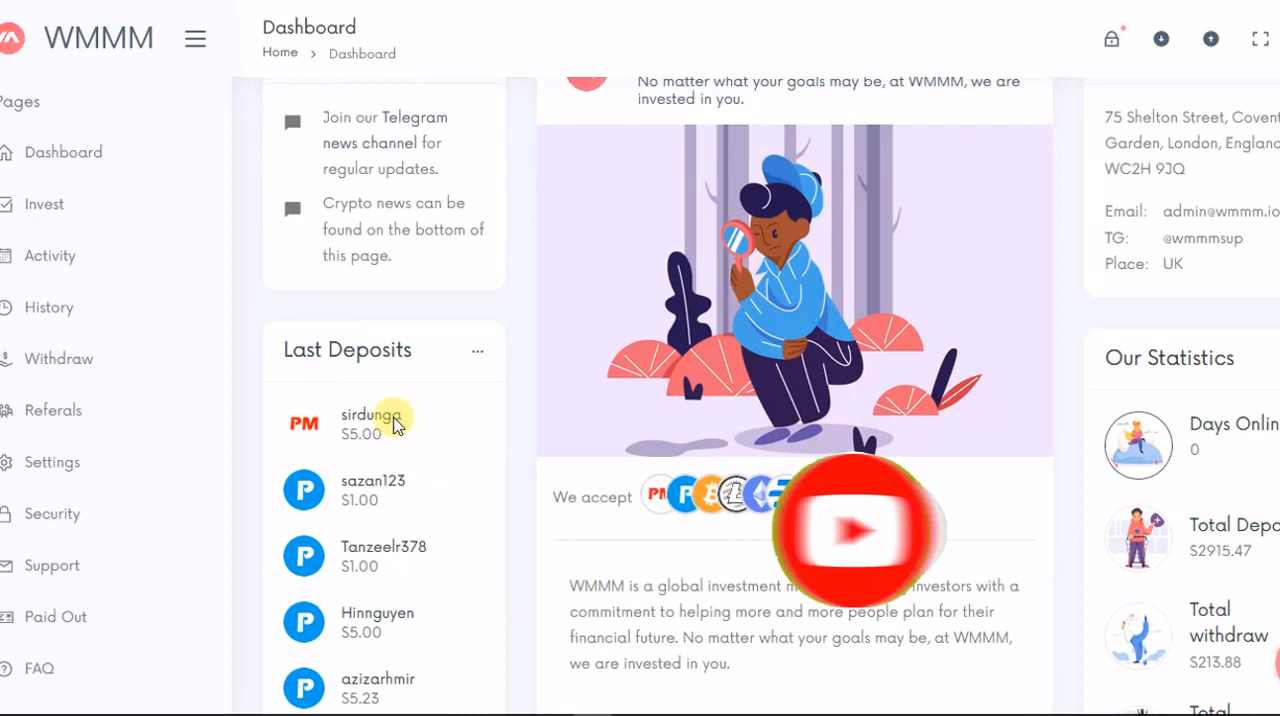 WMMM
Dashboard
Home > Dashboard
Pages
Dashboard
Invest
Activity
History
Withdraw
Referals
Settings
Security
Support
Paid Out
FAQ
Join our Telegram
news channel for
regular updates.
Crypto news can be
found on the bottom of
this page.
Last Deposits
sirdunga
$5.00
sazan123
$1.00
Tanzeelr378
$1.00
Hinnguyen
$5.00
azizarhmir
$5.23
No matter what your goals may be, at WMMM, we are
invested in you.
We accept
WMMM is a global investment m investors with a
commitment to helping more and more people plan for their
financial future. No matter what your goals may be, at WMMM,
we are invested in you.
75 Shelton Street, Covent
Garden, London, England
WC2H 9JQ
Email: admin@wmmm.io
TG: @wmmmsup
Place: UK
Our Statistics
Days Onlin
0
Total Depo
$2915.47
Total
withdraw
$213.88
Total